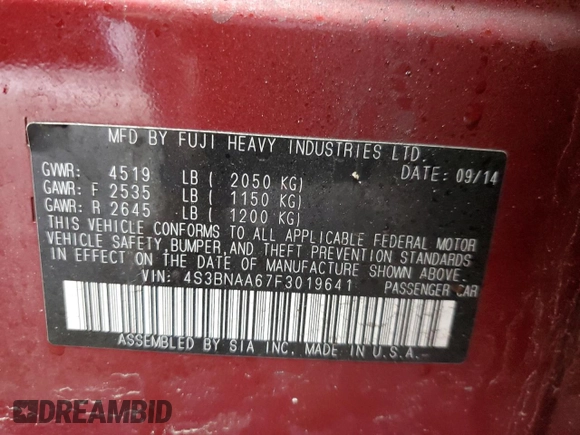 MFD BY FUJI HEAVY INDUSTRIES LTD.
GVWR: 4519 LB ( 2050 KG) DATE: 09/14
GAWR: F 2535 LB ( 1150 KG)
GAWR: R 2645 LB ( 1200 KG)
THIS VEHICLE CONFORMS TO ALL APPLICABLE FEDERAL MOTOR
VEHICLE SAFETY, BUMPER, AND THEFT PREVENTION STANDARDS
IN EFFECT ON THE DATE OF MANUFACTURE SHOWN ABOVE.
VIN: 4S3BNAA67F3019641 PASSENGER CAR
ASSEMBLED BY SIA INC. MADE IN U.S.A.
DREAMBID